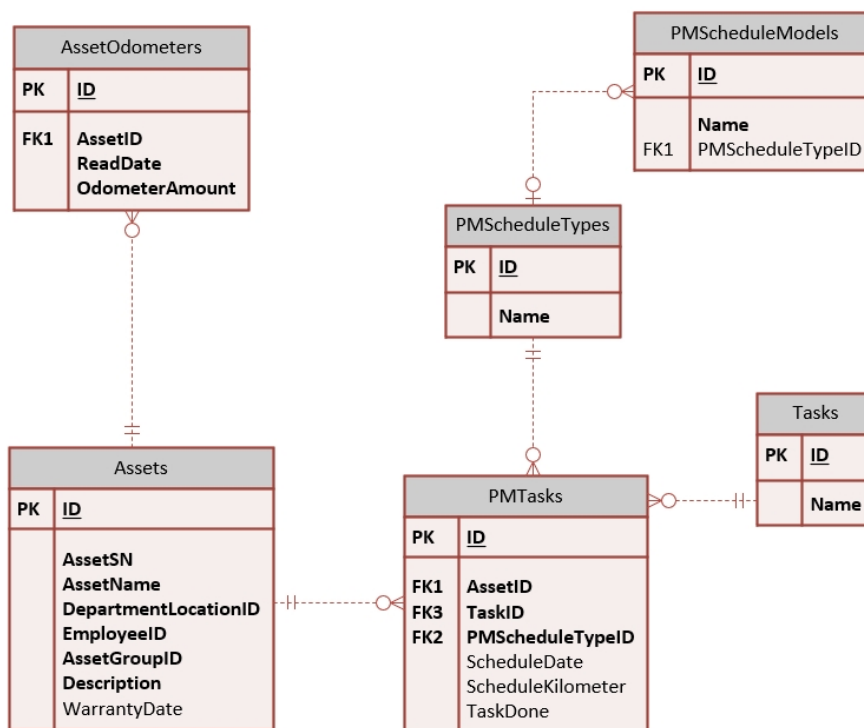 AssetOdometers
PK ID
FK1 AssetID
ReadDate
OdometerAmount
PMScheduleModels
PK ID
Name
FK1 PMScheduleTypeID
PMScheduleTypes
PK ID
Name
Tasks
PK ID
Name
Assets
PK ID
AssetSN
AssetName
DepartmentLocationID
EmployeeID
AssetGroupID
Description
WarrantyDate
PMTasks
PK ID
FK1 AssetID
FK3 TaskID
FK2 PMScheduleTypeID
ScheduleDate
ScheduleKilometer
TaskDone